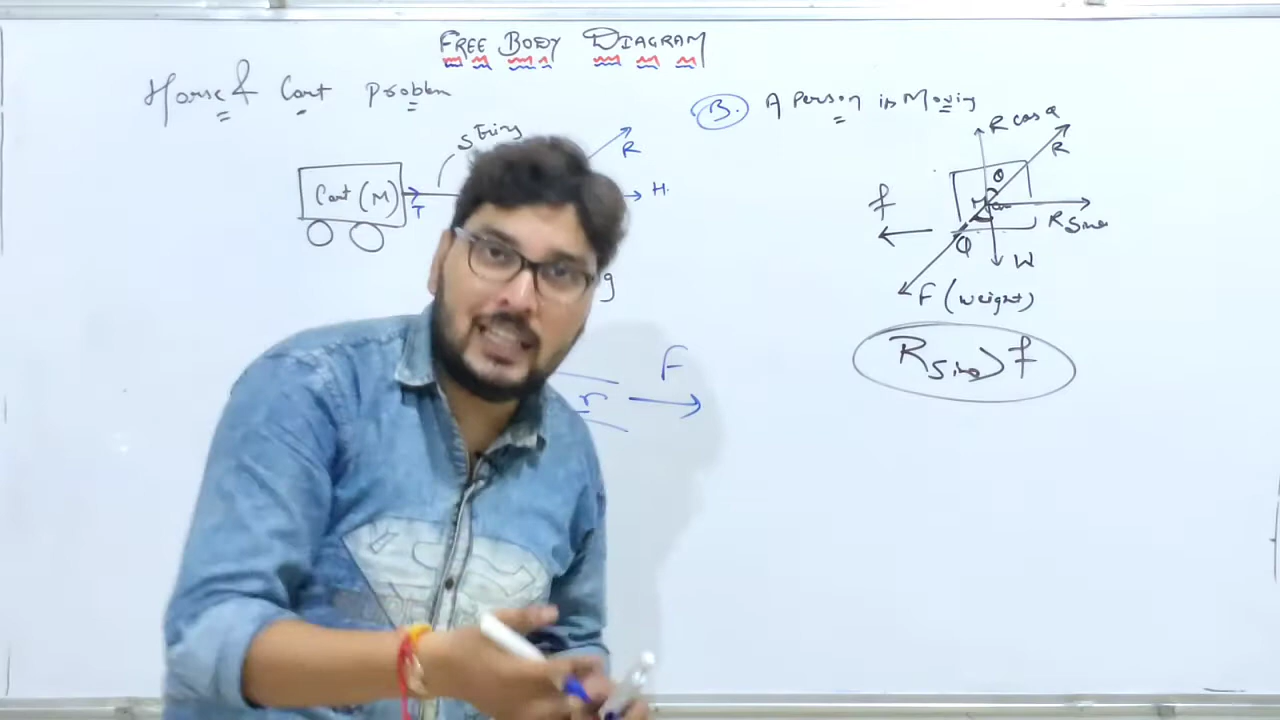 FREE BODY DIAGRAM
Horse & Cart Problem
String
R
Cart (M)
T
H
g
F
r
B. A Person is Moving
R cos θ
R
θ
f
R sinθ
W
F (weight)
R sinθ > f